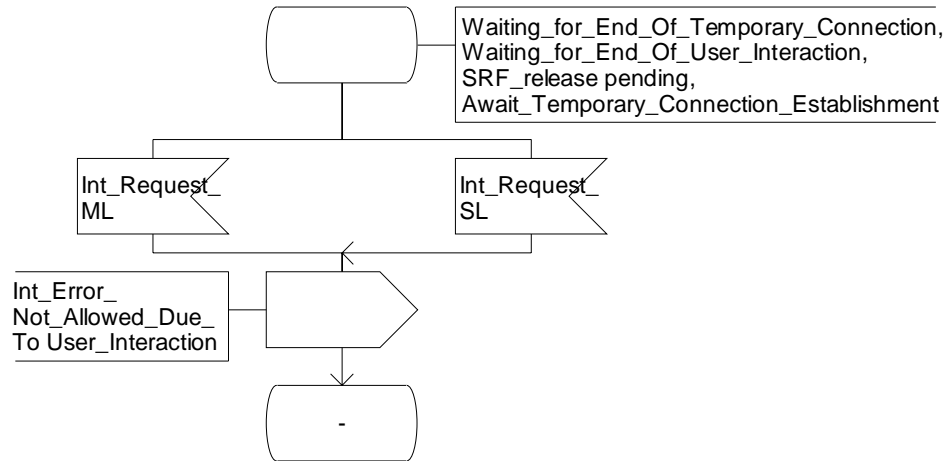 Waiting_for_End_Of_Temporary_Connection,
Waiting_for_End_Of_User_Interaction,
SRF_release pending,
Await_Temporary_Connection_Establishment
Int_Request_
ML
Int_Request_
SL
Int_Error_
Not_Allowed_Due_
To User_Interaction
-